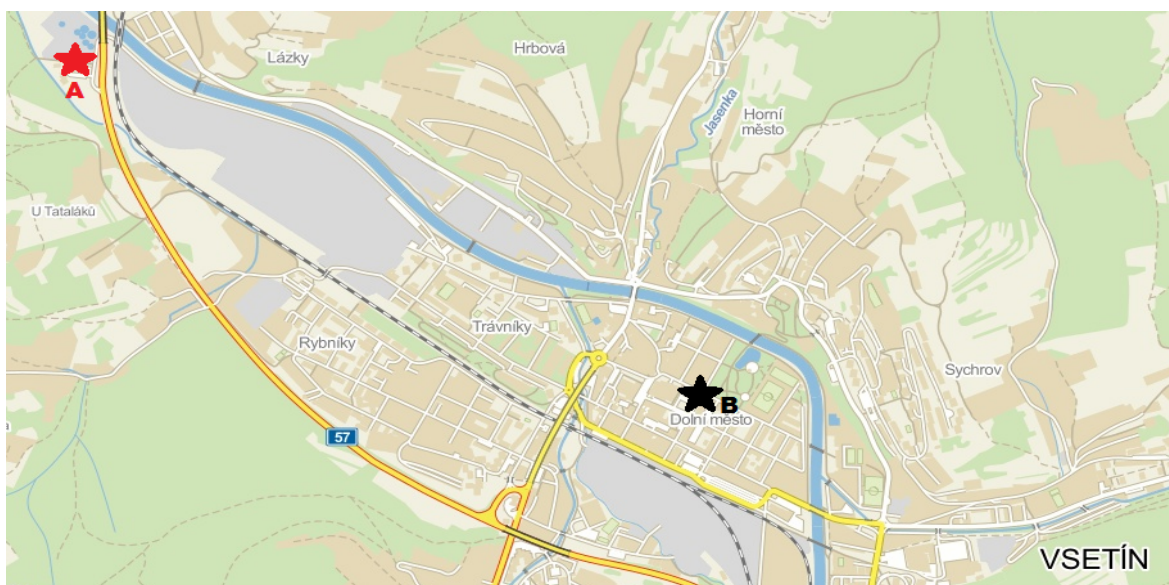 Hrbová
Lázky
A
Jasenka
Horní
město
U Tataláků
Trávníky
Rybníky
Sychrov
B
Dolní město
57
VSETÍN